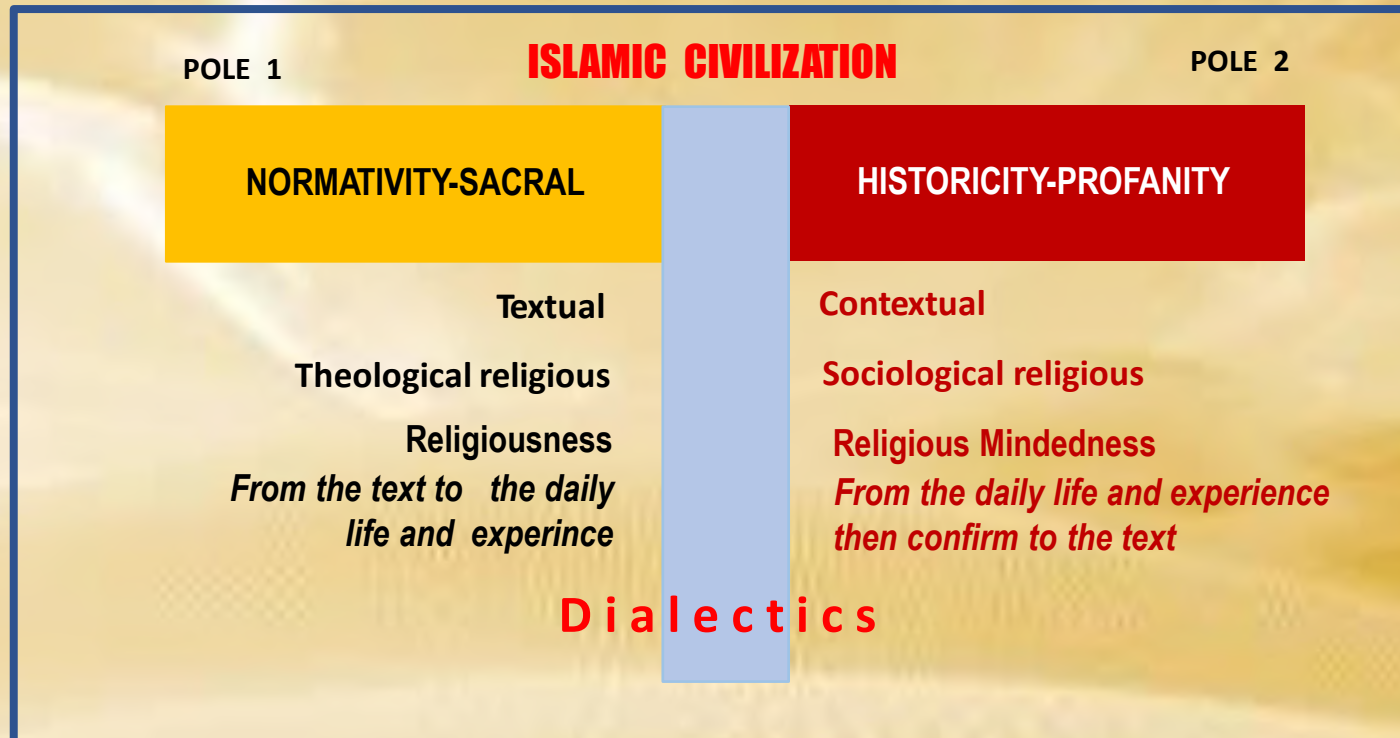 POLE 1
ISLAMIC CIVILIZATION
POLE 2
NORMATIVITY-SACRAL
HISTORICITY-PROFANITY
Textual
Theological religious
Religiousness
From the text to the daily
life and experince
Contextual
Sociological religious
Religious Mindedness
From the daily life and experience
then confirm to the text
Dialectics